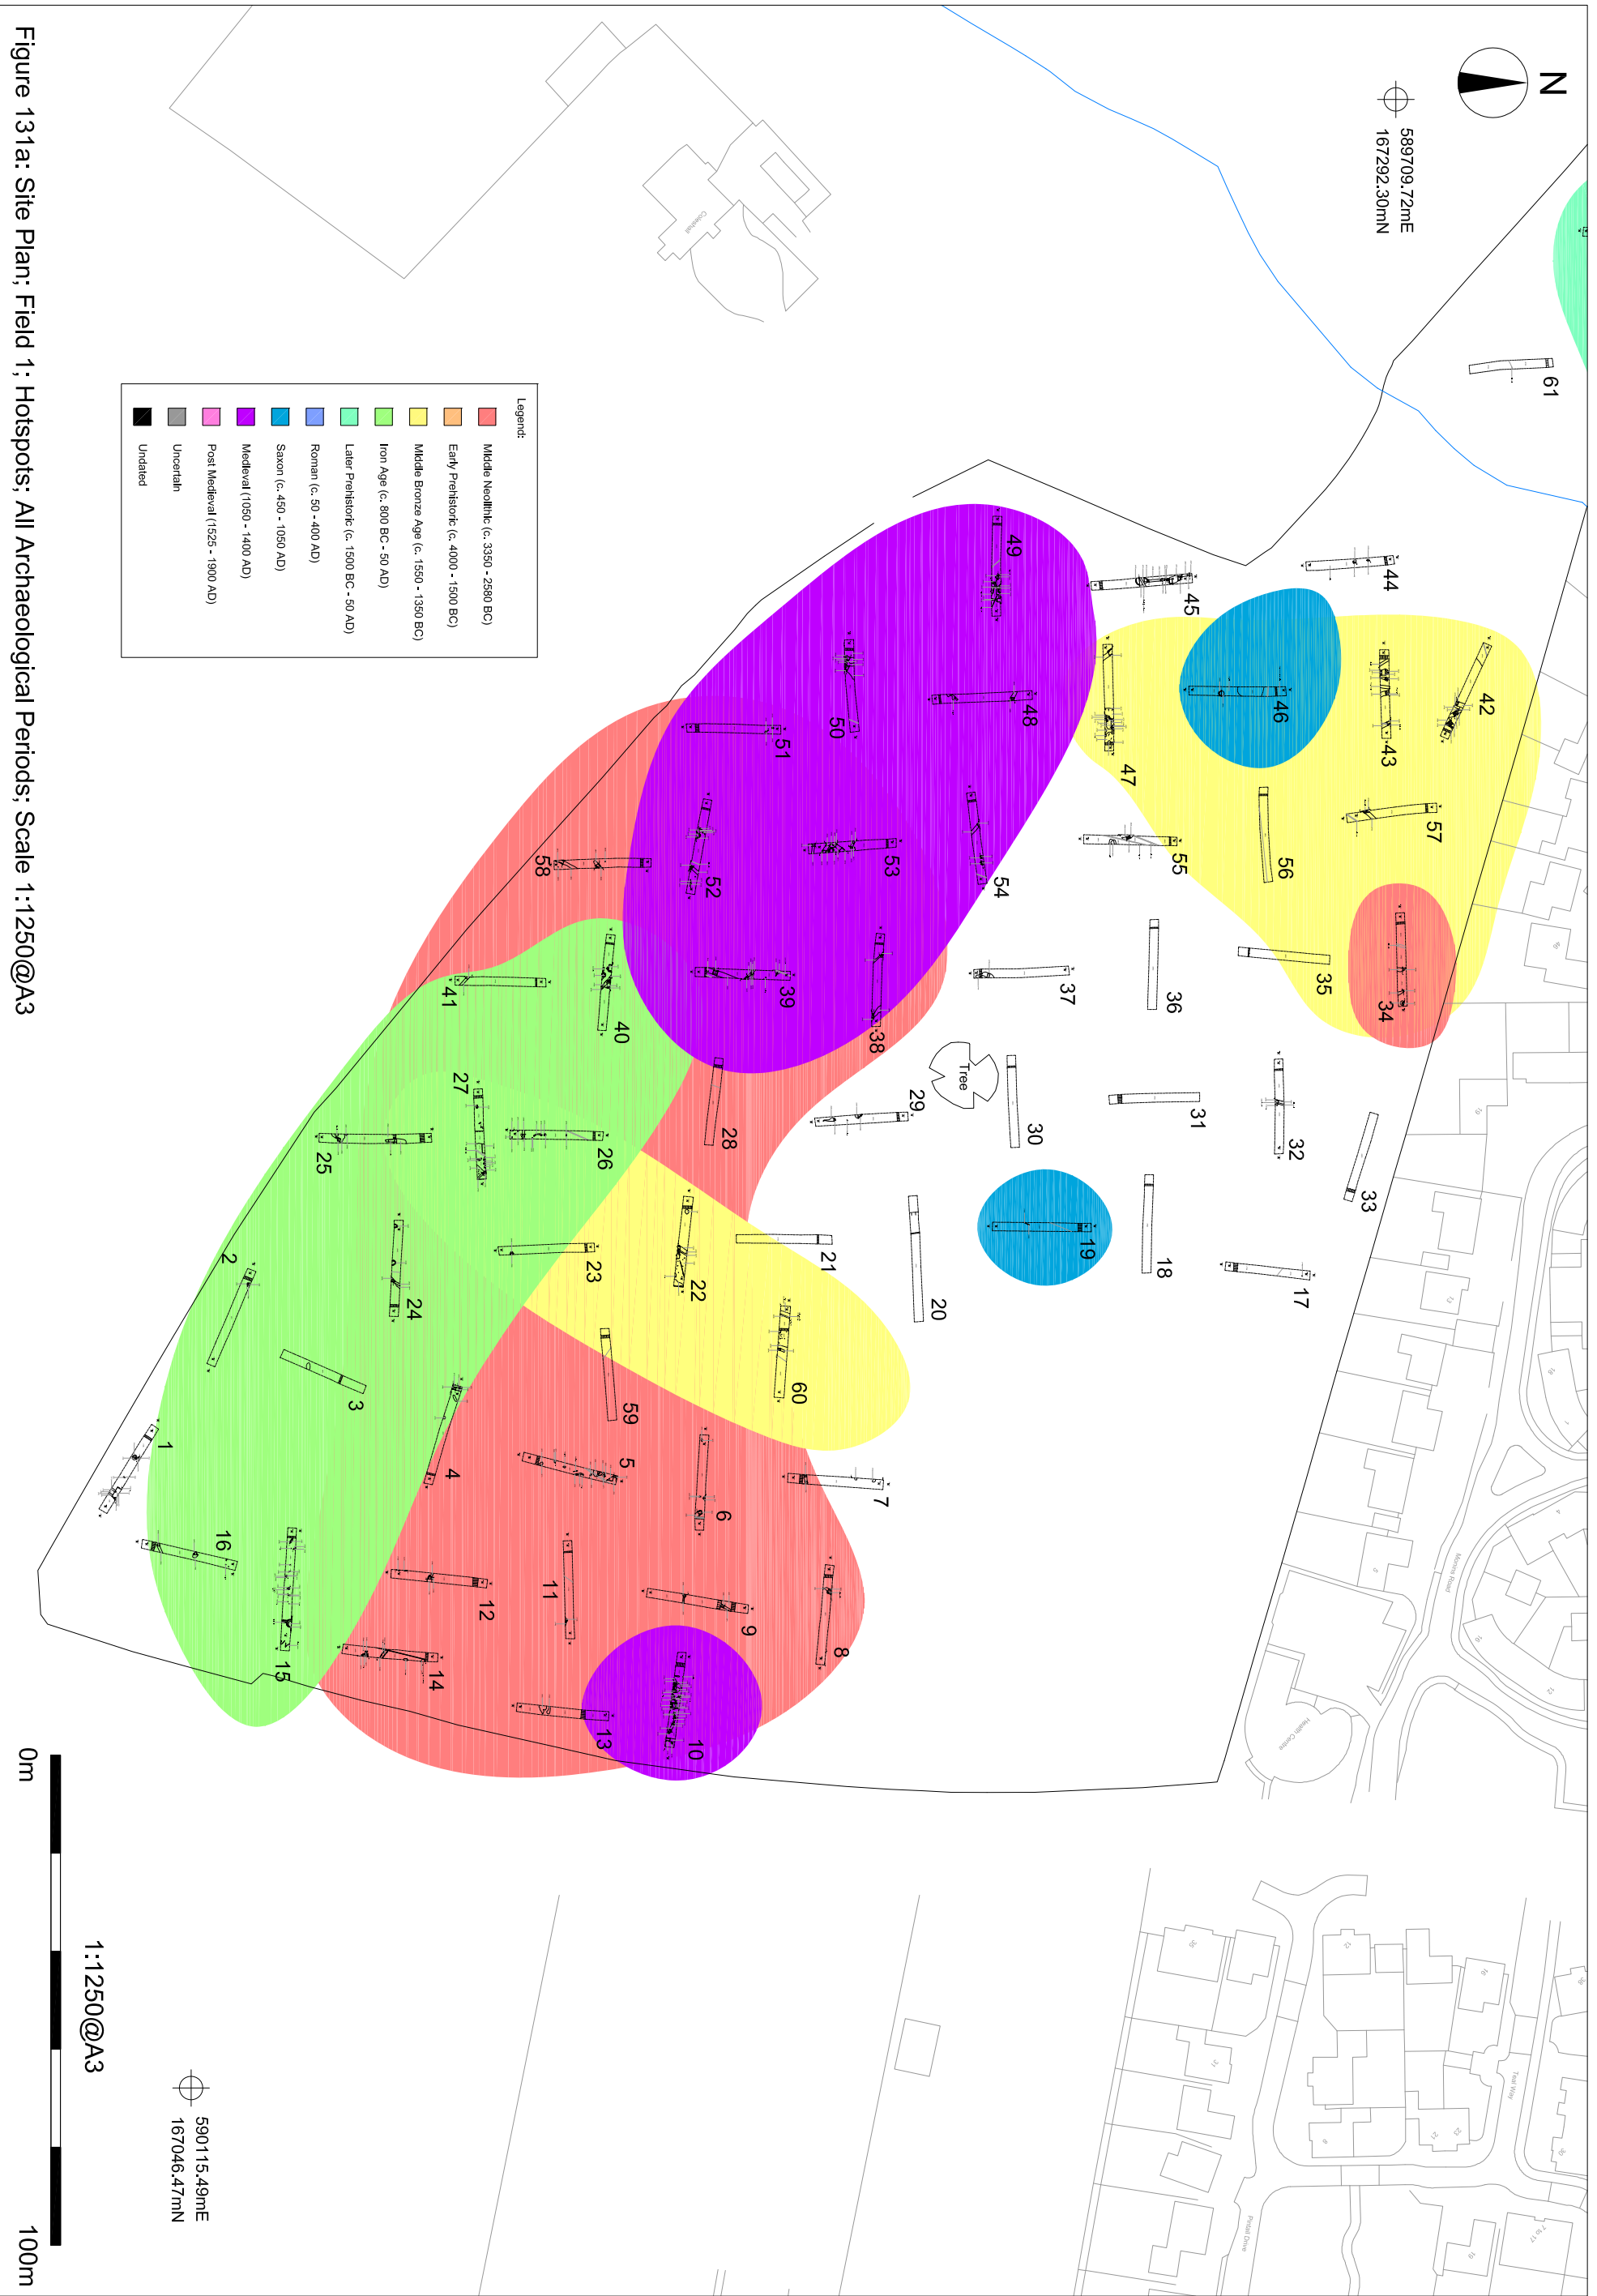 N
589709.72mE
167292.30mN
61
44
45
49
42
43
46
47
48
50
51
57
56
55
54
53
52
58
34
35
36
37
38
39
40
41
Tree
33
32
31
30
29
28
27
26
25
17
18
19
20
21
22
23
24
2
3
60
59
1
4
5
6
7
8
9
10
11
12
13
14
15
16
Coleshall
Health Centre
Teal Way
Pintail Drive
Legend:
Middle Neolithic (c. 3350 - 2580 BC)
Early Prehistoric (c. 4000 - 1500 BC)
Middle Bronze Age (c. 1550 - 1350 BC)
Iron Age (c. 800 BC - 50 AD)
Later Prehistoric (c. 1500 BC - 50 AD)
Roman (c. 50 - 400 AD)
Saxon (c. 450 - 1050 AD)
Medieval (1050 - 1400 AD)
Post Medieval (1525 - 1900 AD)
Uncertain
Undated
590115.49mE
167046.47mN
1:1250@A3
0m
100m
Figure 131a: Site Plan; Field 1; Hotspots; All Archaeological Periods; Scale 1:1250@A3